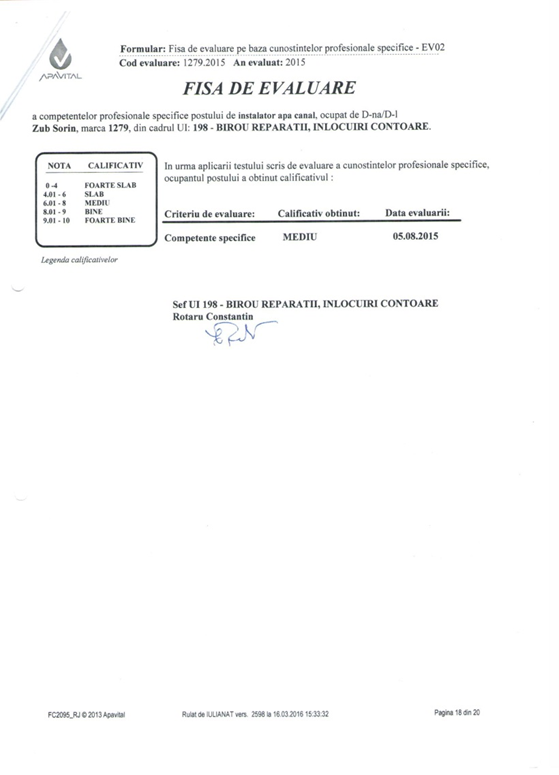 APAVITAL
Formular: Fisa de evaluare pe baza cunostintelor profesionale specifice - EV02
Cod evaluare: 1279.2015 An evaluat: 2015
FISA DE EVALUARE
a competentelor profesionale specifice postului de instalator apa canal, ocupat de D-na/D-l
Zub Sorin, marca 1279, din cadrul UI: 198 - BIROU REPARATII, INLOCUIRI CONTOARE.
NOTA CALIFICATIV
0 -4 FOARTE SLAB
4.01 - 6 SLAB
6.01 - 8 MEDIU
8.01 - 9 BINE
9.01 - 10 FOARTE BINE
Legenda calificativelor
In urma aplicarii testului scris de evaluare a cunostintelor profesionale specifice,
ocupantul postului a obtinut calificativul :
Criteriu de evaluare: Calificativ obtinut: Data evaluarii:
Competente specifice MEDIU 05.08.2015
Sef UI 198 - BIROU REPARATII, INLOCUIRI CONTOARE
Rotaru Constantin
FC2095_RJ © 2013 Apavital Rulat de IULIANAT vers. 2598 la 16.03.2016 15:33:32 Pagina 18 din 20